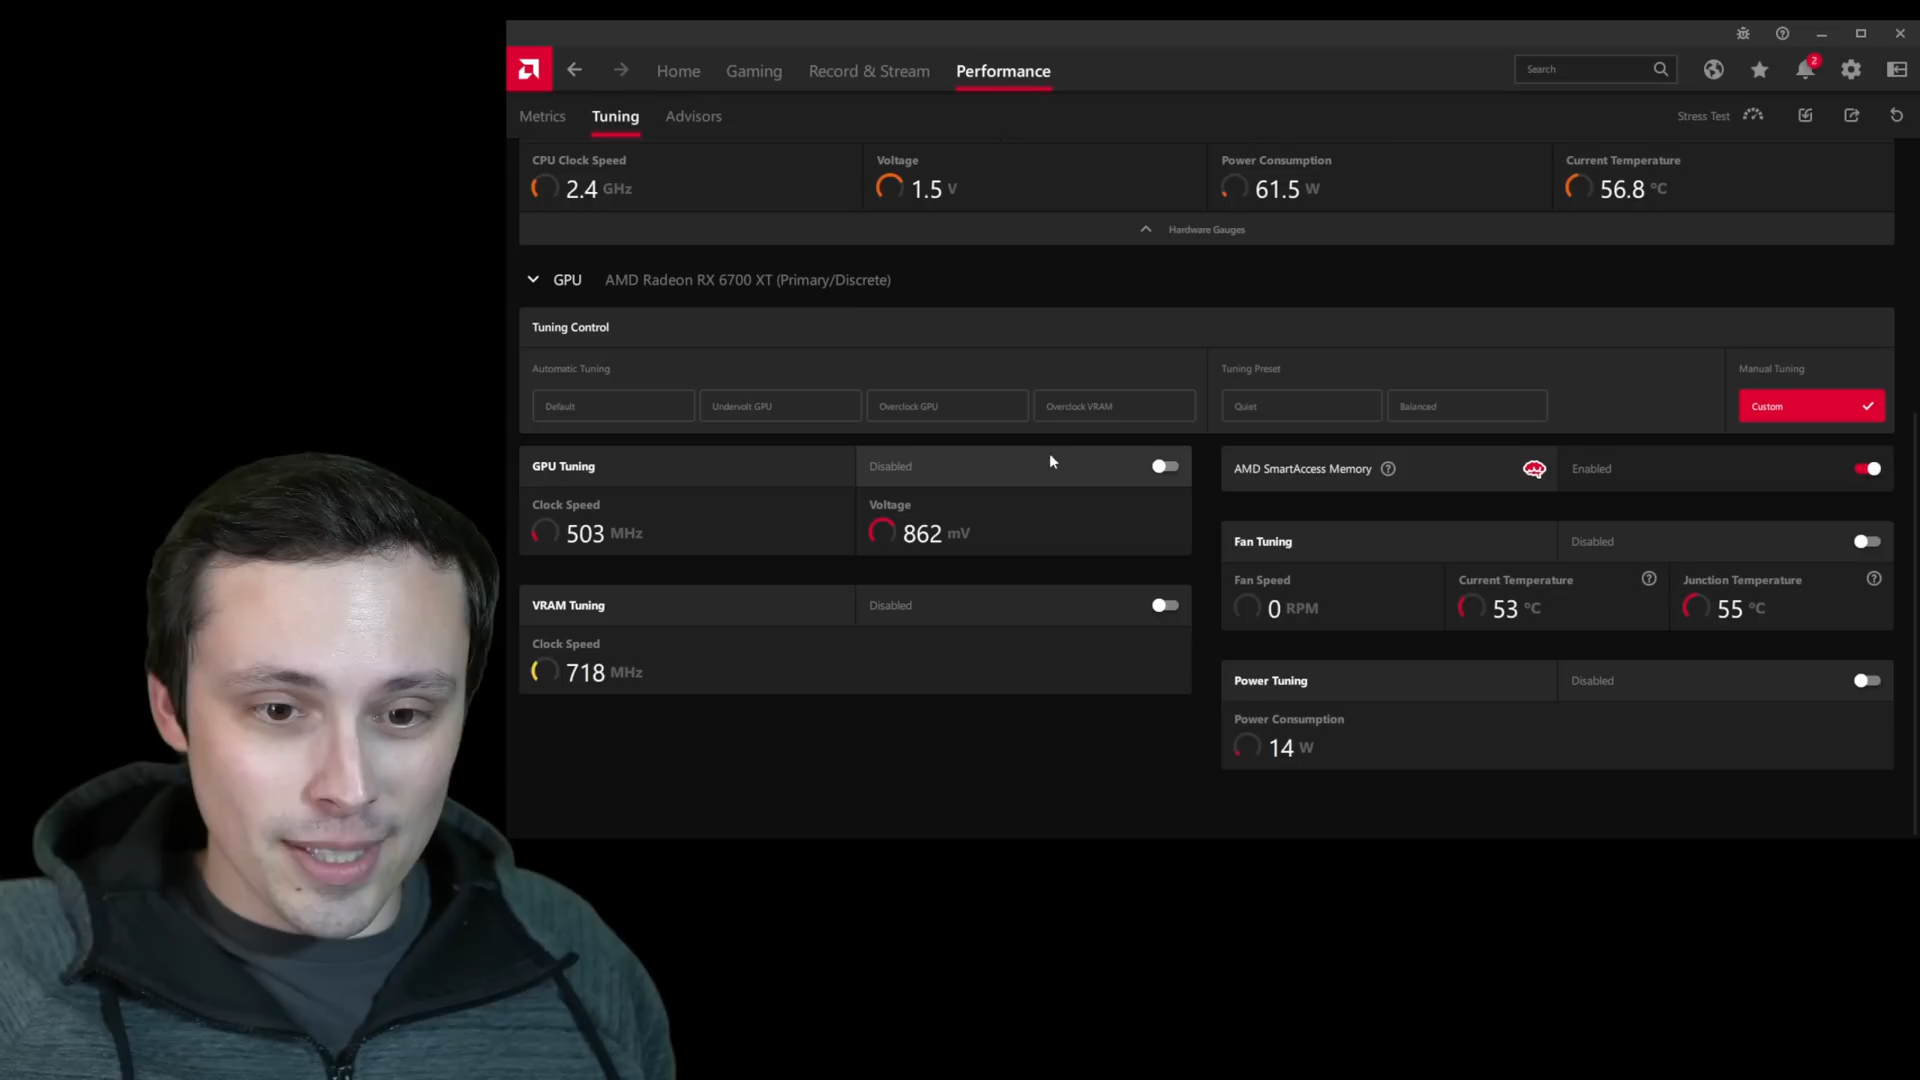 Home Gaming Record & Stream Performance Search 2
Metrics Tuning Advisors Stress Test
CPU Clock Speed Voltage Power Consumption Current Temperature
2.4 GHz 1.5 V 61.5 W 56.8 °C
Hardware Gauges
GPU AMD Radeon RX 6700 XT (Primary/Discrete)
Tuning Control
Automatic Tuning Tuning Preset Manual Tuning
Default Undervolt GPU Overclock GPU Overclock VRAM Quiet Balanced Custom
GPU Tuning Disabled
Clock Speed Voltage
503 MHz 862 mV
VRAM Tuning Disabled
Clock Speed
718 MHz
AMD SmartAccess Memory ? Enabled
Fan Tuning Disabled
Fan Speed Current Temperature ? Junction Temperature ?
0 RPM 53 °C 55 °C
Power Tuning Disabled
Power Consumption
14 W